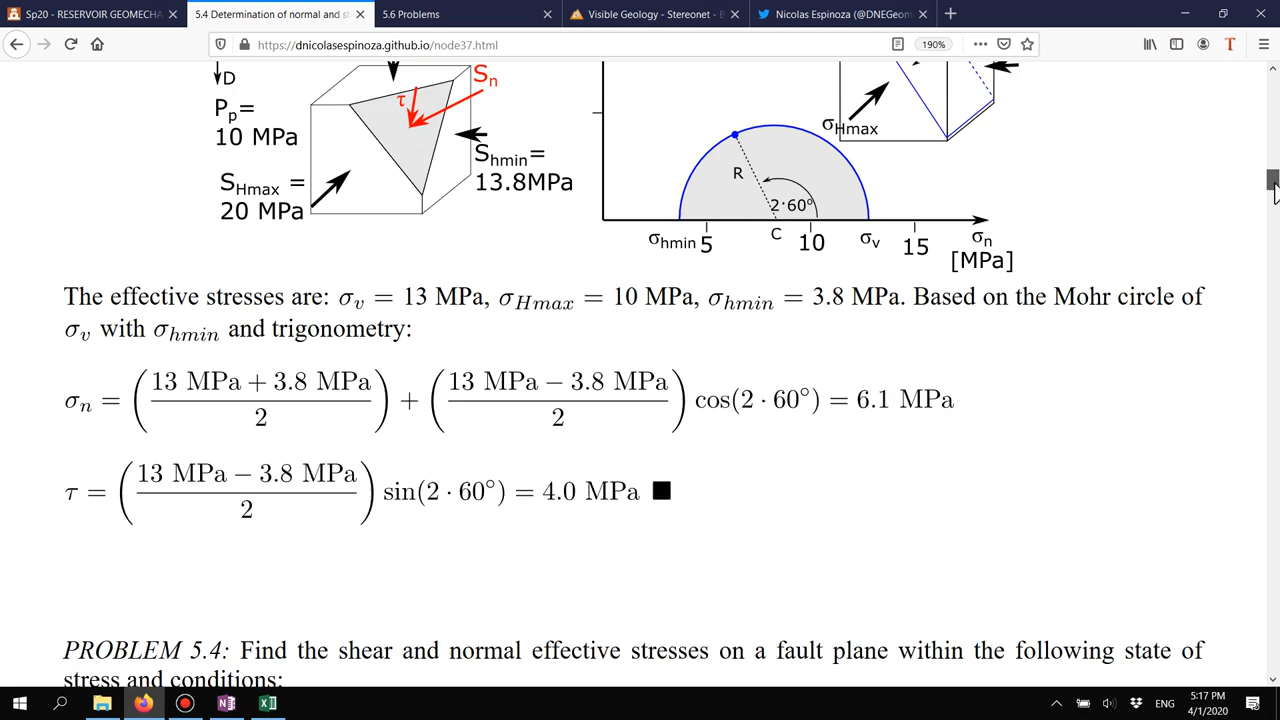 Sp20 - RESERVOIR GEOMECHA
5.4 Determination of normal and sh
5.6 Problems
Visible Geology - Stereonet - B
Nicolas Espinoza (@DNEGeom
https://dnicolasespinoza.github.io/node37.html
190%
D
Pp=
10 MPa
SHmax =
20 MPa
τ
Sn
Shmin=
13.8MPa
σHmax
R
2·60º
σhmin 5 C 10 σv 15 σn
[MPa]
The effective stresses are: σv = 13 MPa, σHmax = 10 MPa, σhmin = 3.8 MPa. Based on the Mohr circle of
σv with σhmin and trigonometry:
σn = (13 MPa + 3.8 MPa / 2) + (13 MPa − 3.8 MPa / 2) cos(2 · 60°) = 6.1 MPa
τ = (13 MPa − 3.8 MPa / 2) sin(2 · 60°) = 4.0 MPa ■
PROBLEM 5.4: Find the shear and normal effective stresses on a fault plane within the following state of
stress and conditions:
ENG
5:17 PM
4/1/2020